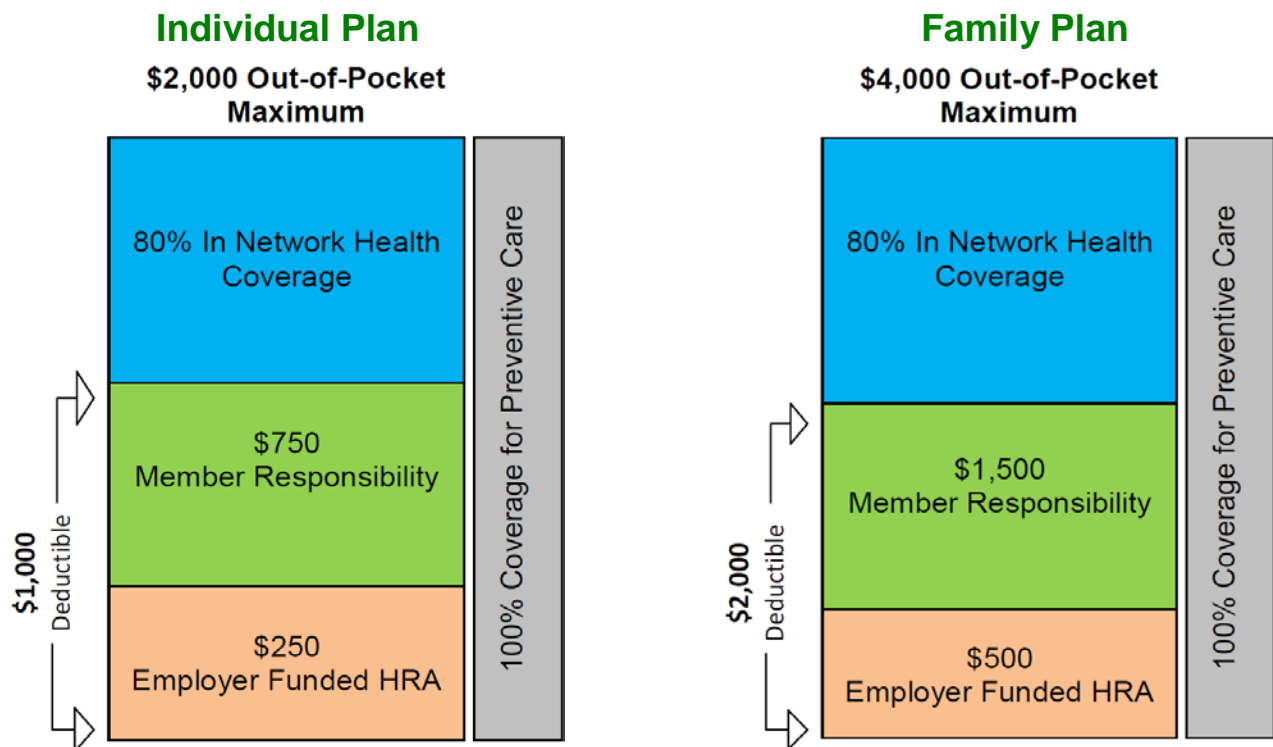 Individual Plan
$2,000 Out-of-Pocket
Maximum
80% In Network Health
Coverage
$750
Member Responsibility
$250
Employer Funded HRA
100% Coverage for Preventive Care
$1,000
Deductible
Family Plan
$4,000 Out-of-Pocket
Maximum
80% In Network Health
Coverage
$1,500
Member Responsibility
$500
Employer Funded HRA
100% Coverage for Preventive Care
$2,000
Deductible